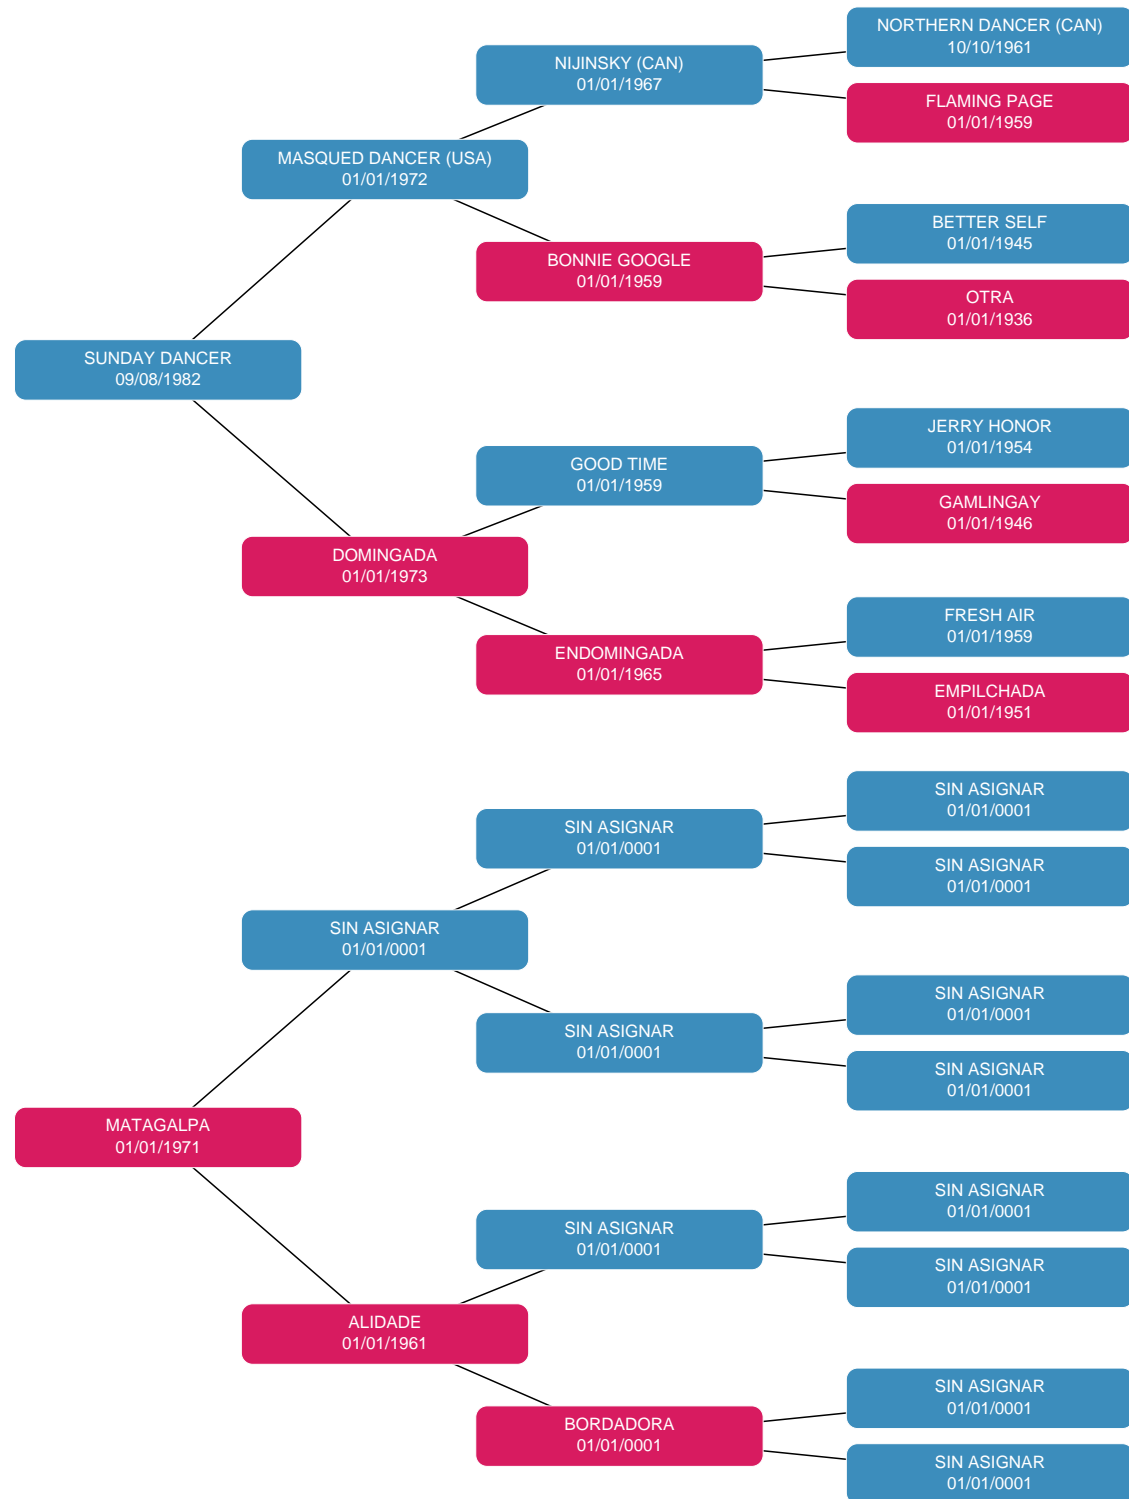 NORTHERN DANCER (CAN)
10/10/1961
NIJINSKY (CAN)
01/01/1967
FLAMING PAGE
01/01/1959
MASQUED DANCER (USA)
01/01/1972
BETTER SELF
01/01/1945
BONNIE GOOGLE
01/01/1959
OTRA
01/01/1936
SUNDAY DANCER
09/08/1982
JERRY HONOR
01/01/1954
GOOD TIME
01/01/1959
GAMLINGAY
01/01/1946
DOMINGADA
01/01/1973
FRESH AIR
01/01/1959
ENDOMINGADA
01/01/1965
EMPILCHADA
01/01/1951
SIN ASIGNAR
01/01/0001
SIN ASIGNAR
01/01/0001
SIN ASIGNAR
01/01/0001
SIN ASIGNAR
01/01/0001
SIN ASIGNAR
01/01/0001
SIN ASIGNAR
01/01/0001
SIN ASIGNAR
01/01/0001
MATAGALPA
01/01/1971
SIN ASIGNAR
01/01/0001
SIN ASIGNAR
01/01/0001
SIN ASIGNAR
01/01/0001
ALIDADE
01/01/1961
SIN ASIGNAR
01/01/0001
BORDADORA
01/01/0001
SIN ASIGNAR
01/01/0001